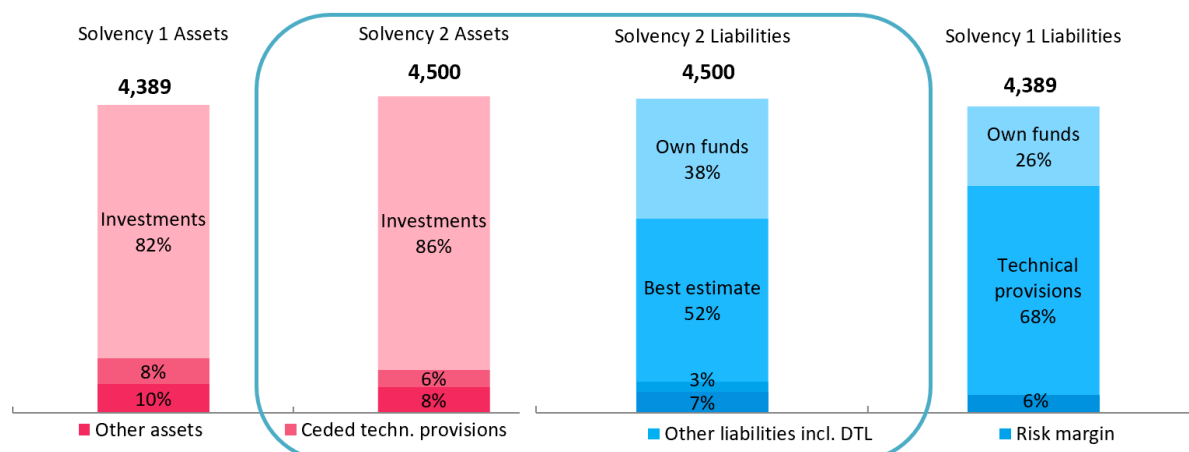 Solvency 1 Assets
Solvency 2 Assets
Solvency 2 Liabilities
Solvency 1 Liabilities
4,389
4,500
4,500
4,389
Investments
82%
8%
10%
Investments
86%
6%
8%
Own funds
38%
Best estimate
52%
3%
7%
Own funds
26%
Technical
provisions
68%
6%
Other assets
Ceded techn. provisions
Other liabilities incl. DTL
Risk margin